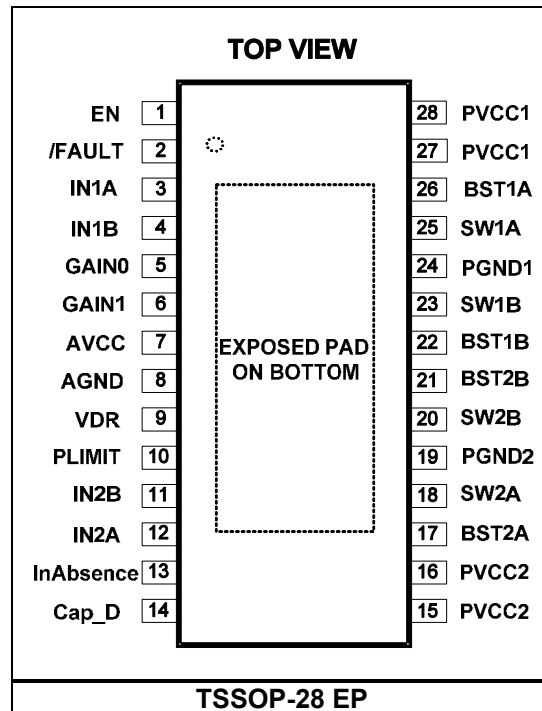 TOP VIEW
EN 1 28 PVCC1
/FAULT 2 27 PVCC1
IN1A 3 26 BST1A
IN1B 4 25 SW1A
GAIN0 5 24 PGND1
GAIN1 6 23 SW1B
AVCC 7 22 BST1B
AGND 8 21 BST2B
VDR 9 20 SW2B
PLIMIT 10 19 PGND2
IN2B 11 18 SW2A
IN2A 12 17 BST2A
InAbsence 13 16 PVCC2
Cap_D 14 15 PVCC2
EXPOSED PAD
ON BOTTOM
TSSOP-28 EP